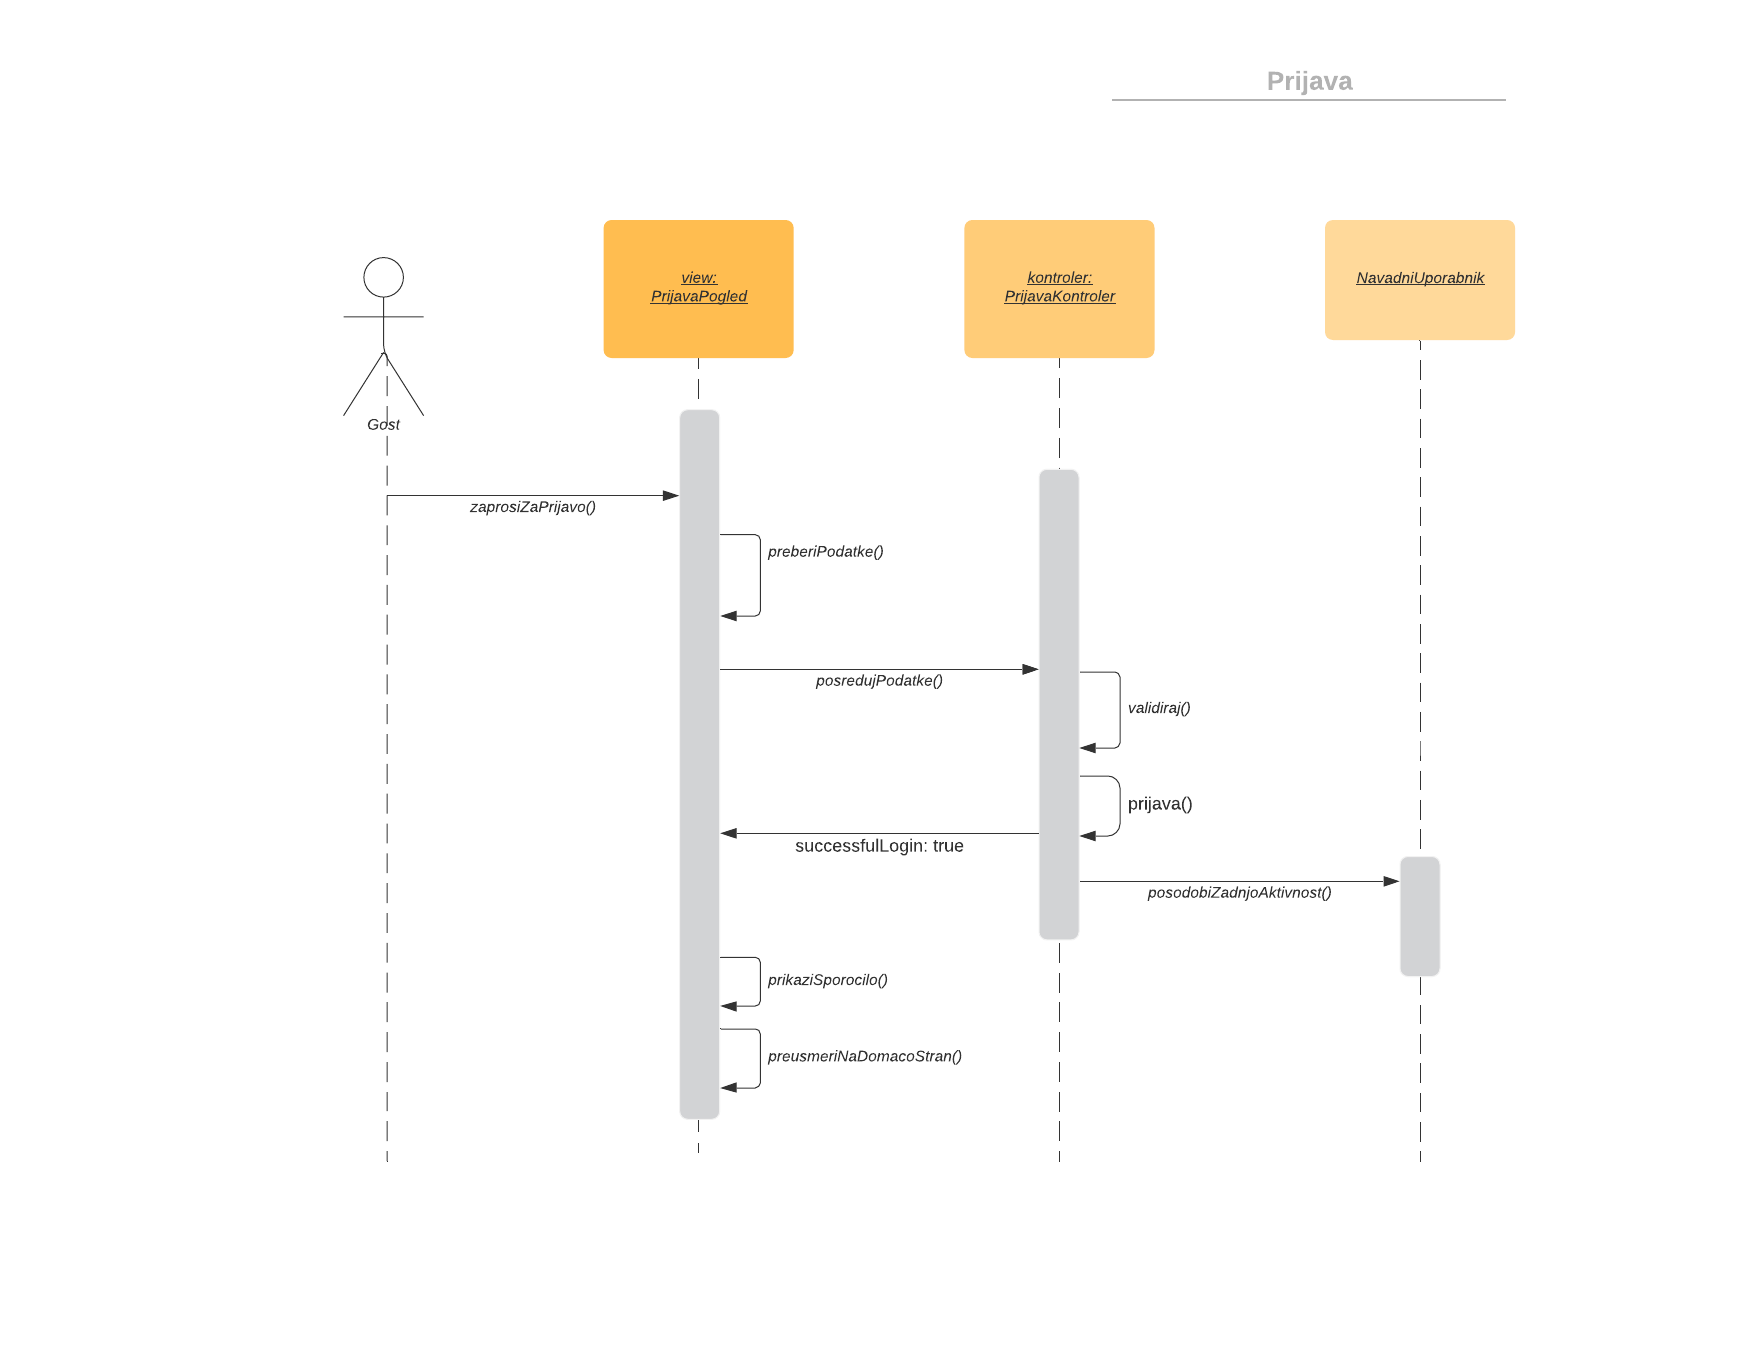 Prijava
view:
PrijavaPogled
kontroler:
PrijavaKontroler
NavadniUporabnik
Gost
zaprosiZaPrijavo()
preberiPodatke()
posredujPodatke()
validiraj()
prijava()
successfulLogin: true
posodobiZadnjoAktivnost()
prikaziSporocilo()
preusmeriNaDomacoStran()